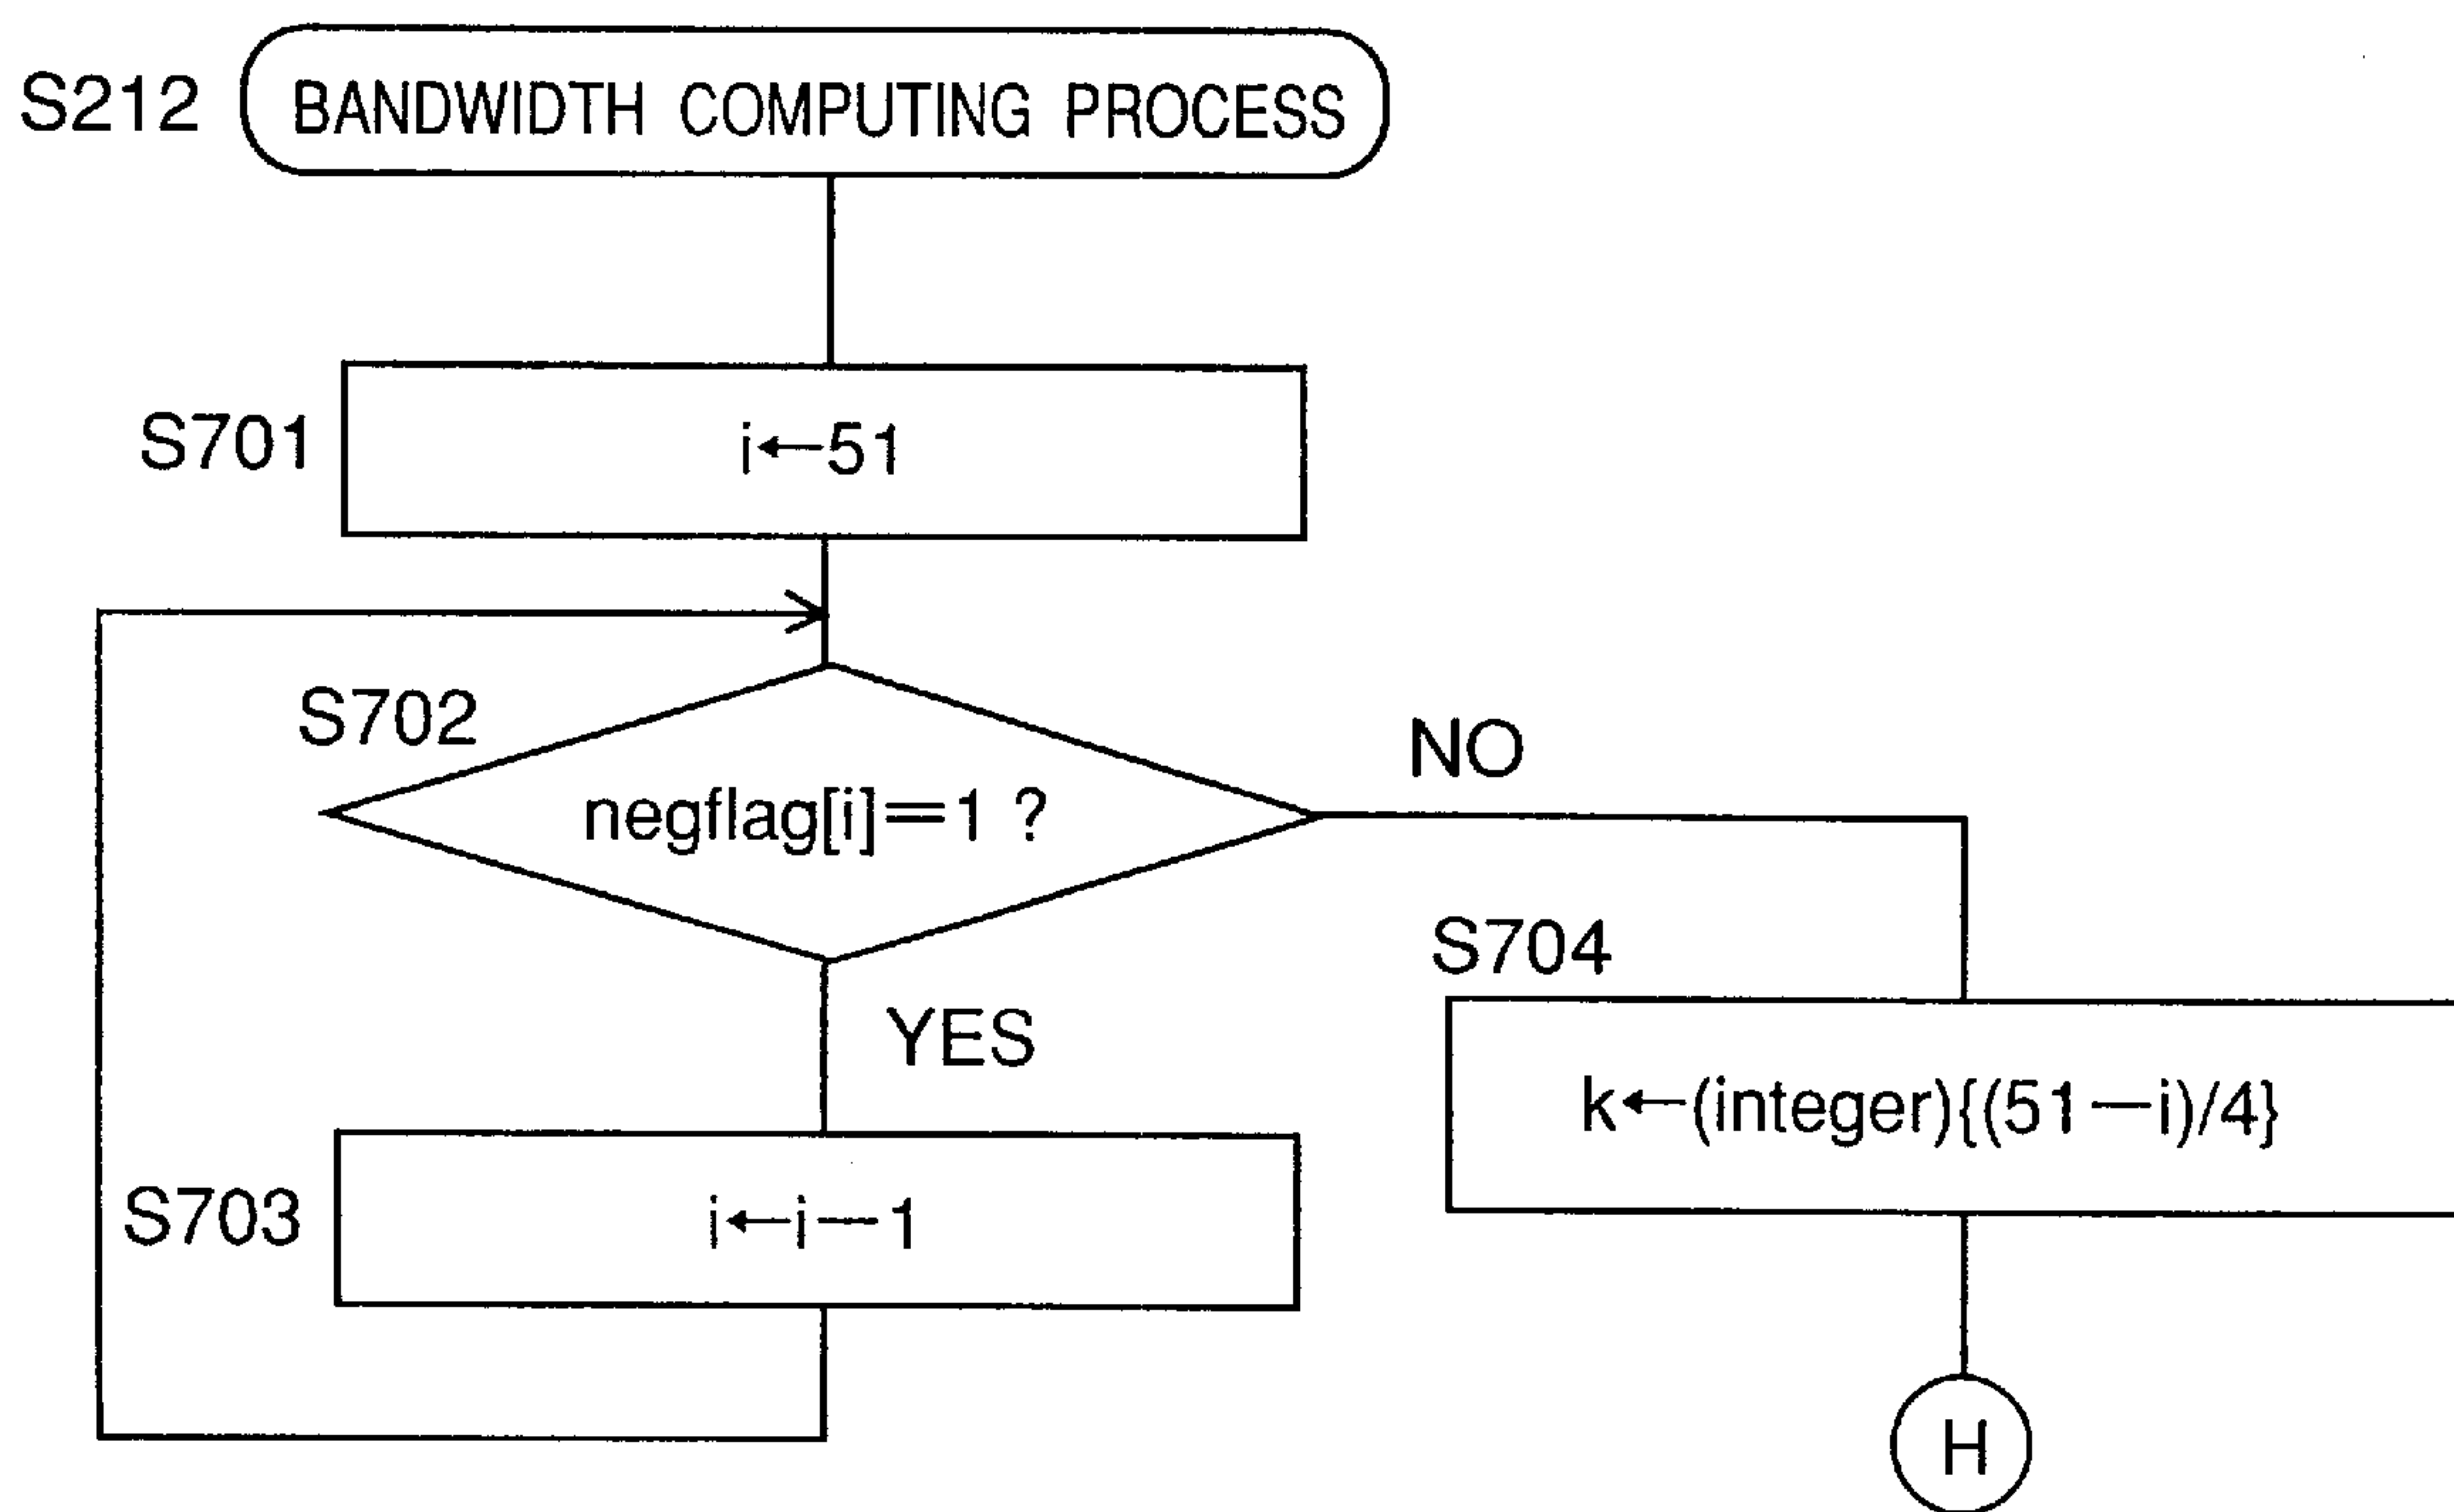 S212 BANDWIDTH COMPUTING PROCESS
S701
i←51
S702
negflag[i]==1 ?
NO
YES
S703
i←i−1
S704
k←(integer){(51−i)/4}
H